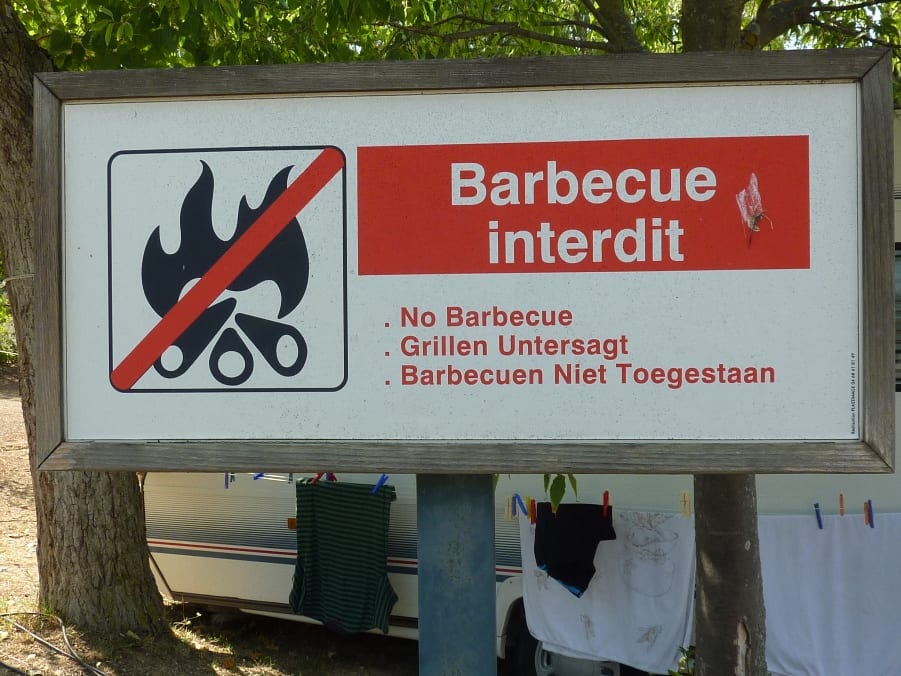 Barbecue
interdit
. No Barbecue
. Grillen Untersagt
. Barbecuen Niet Toegestaan